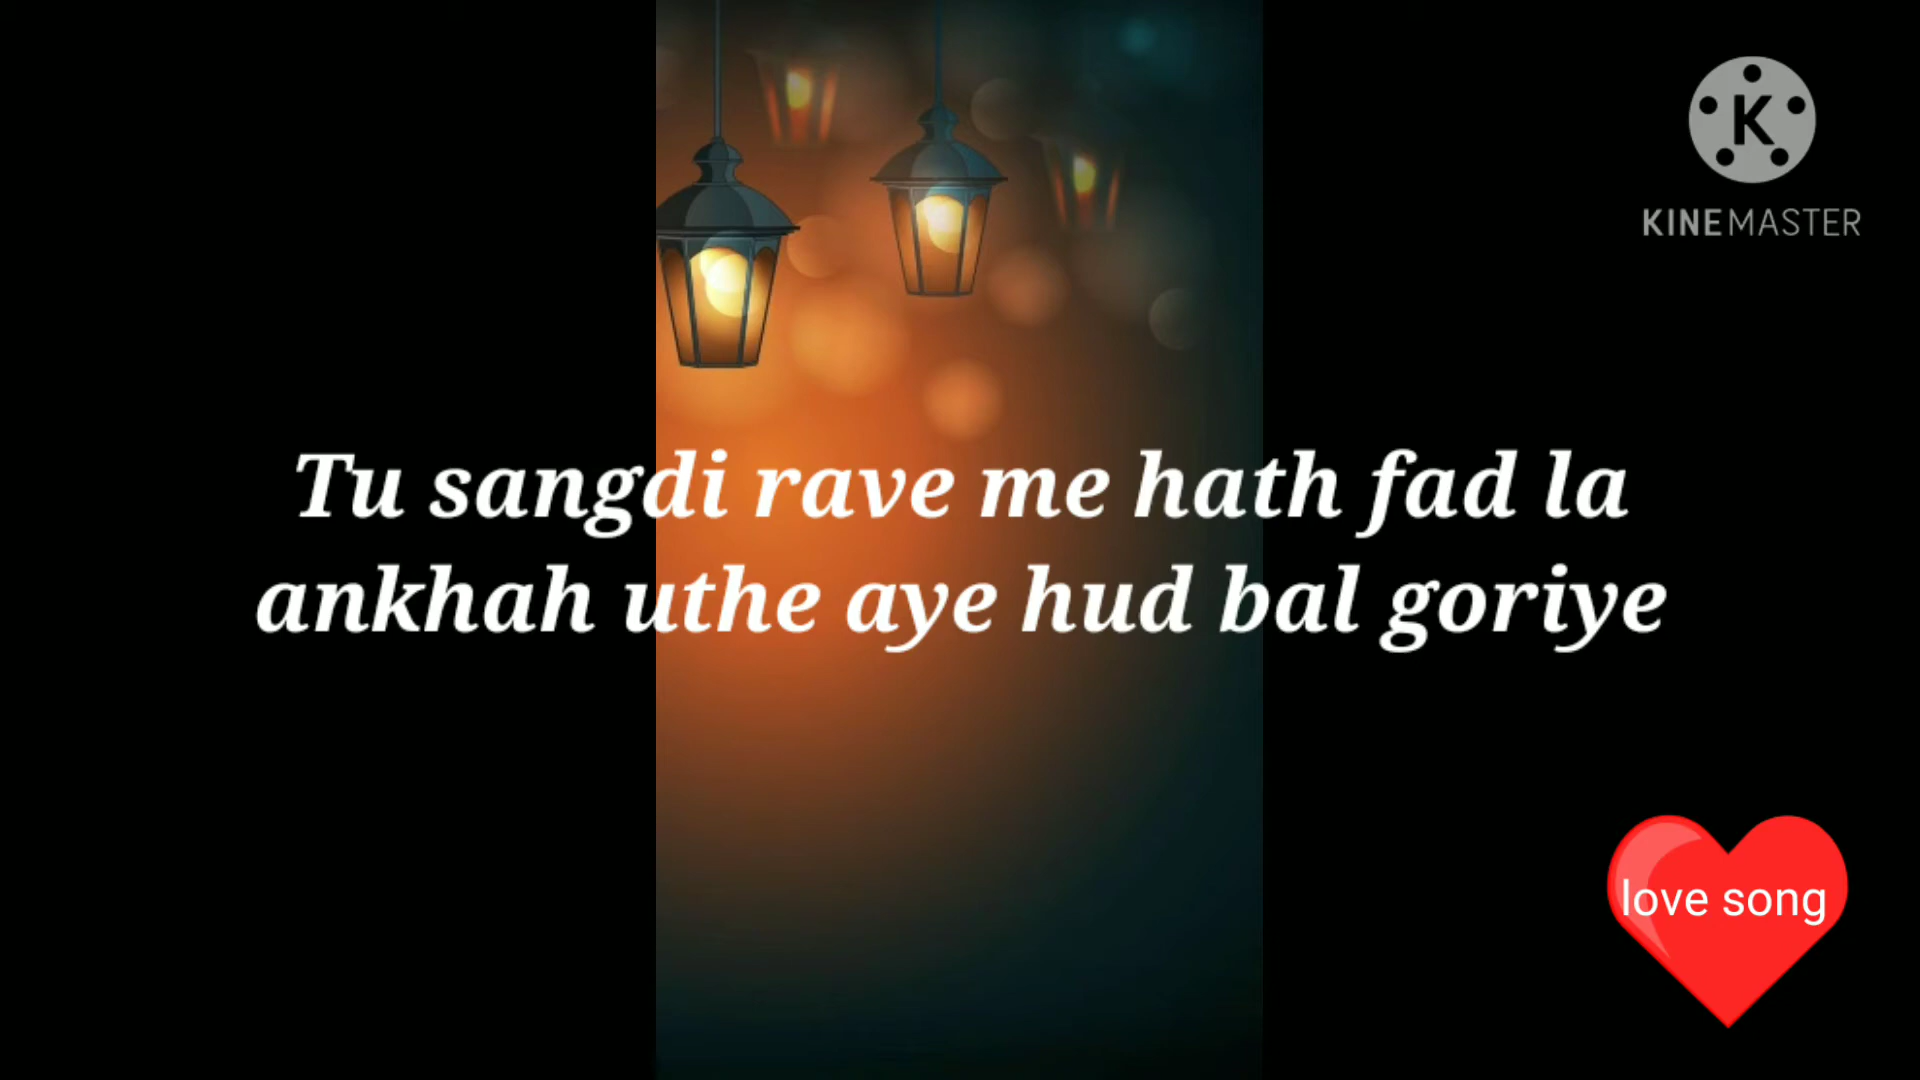 K
KINEMASTER
Tu sangdi rave me hath fad la
ankhah uthe aye hud bal goriye
love song